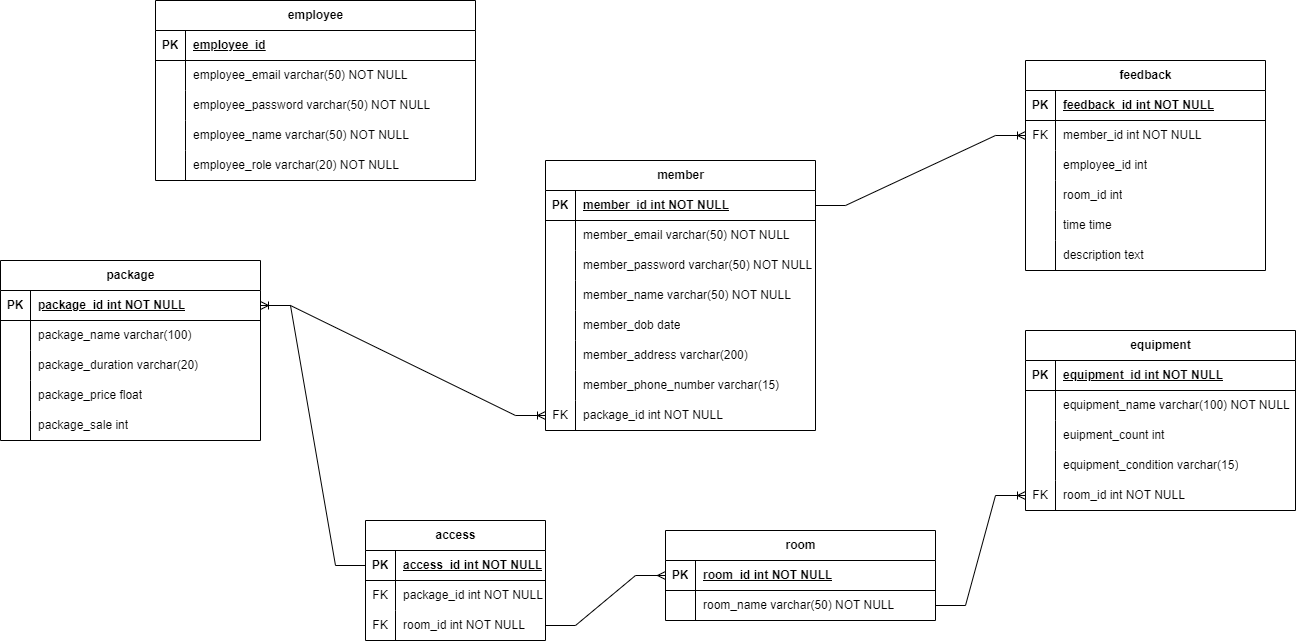 employee
PK employee_id
employee_email varchar(50) NOT NULL
employee_password varchar(50) NOT NULL
employee_name varchar(50) NOT NULL
employee_role varchar(20) NOT NULL
feedback
PK feedback_id int NOT NULL
FK member_id int NOT NULL
employee_id int
room_id int
time time
description text
member
PK member_id int NOT NULL
member_email varchar(50) NOT NULL
member_password varchar(50) NOT NULL
member_name varchar(50) NOT NULL
member_dob date
member_address varchar(200)
member_phone_number varchar(15)
FK package_id int NOT NULL
package
PK package_id int NOT NULL
package_name varchar(100)
package_duration varchar(20)
package_price float
package_sale int
equipment
PK equipment_id int NOT NULL
equipment_name varchar(100) NOT NULL
euipment_count int
equipment_condition varchar(15)
FK room_id int NOT NULL
access
PK access_id int NOT NULL
FK package_id int NOT NULL
FK room_id int NOT NULL
room
PK room_id int NOT NULL
room_name varchar(50) NOT NULL